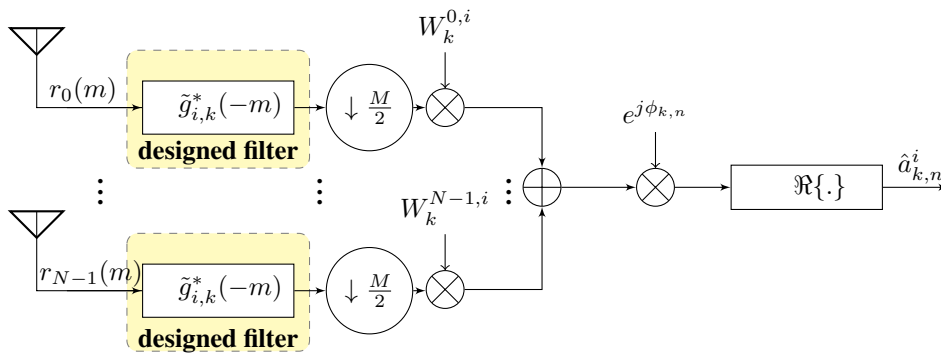 W_k^{0,i}
r_0(m)
g̃*_{i,k}(−m)
↓ M/2
designed filter
e^{jϕ_{k,n}}
ℜ{.}
â^i_{k,n}
W_k^{N−1,i}
r_{N−1}(m)
g̃*_{i,k}(−m)
↓ M/2
designed filter